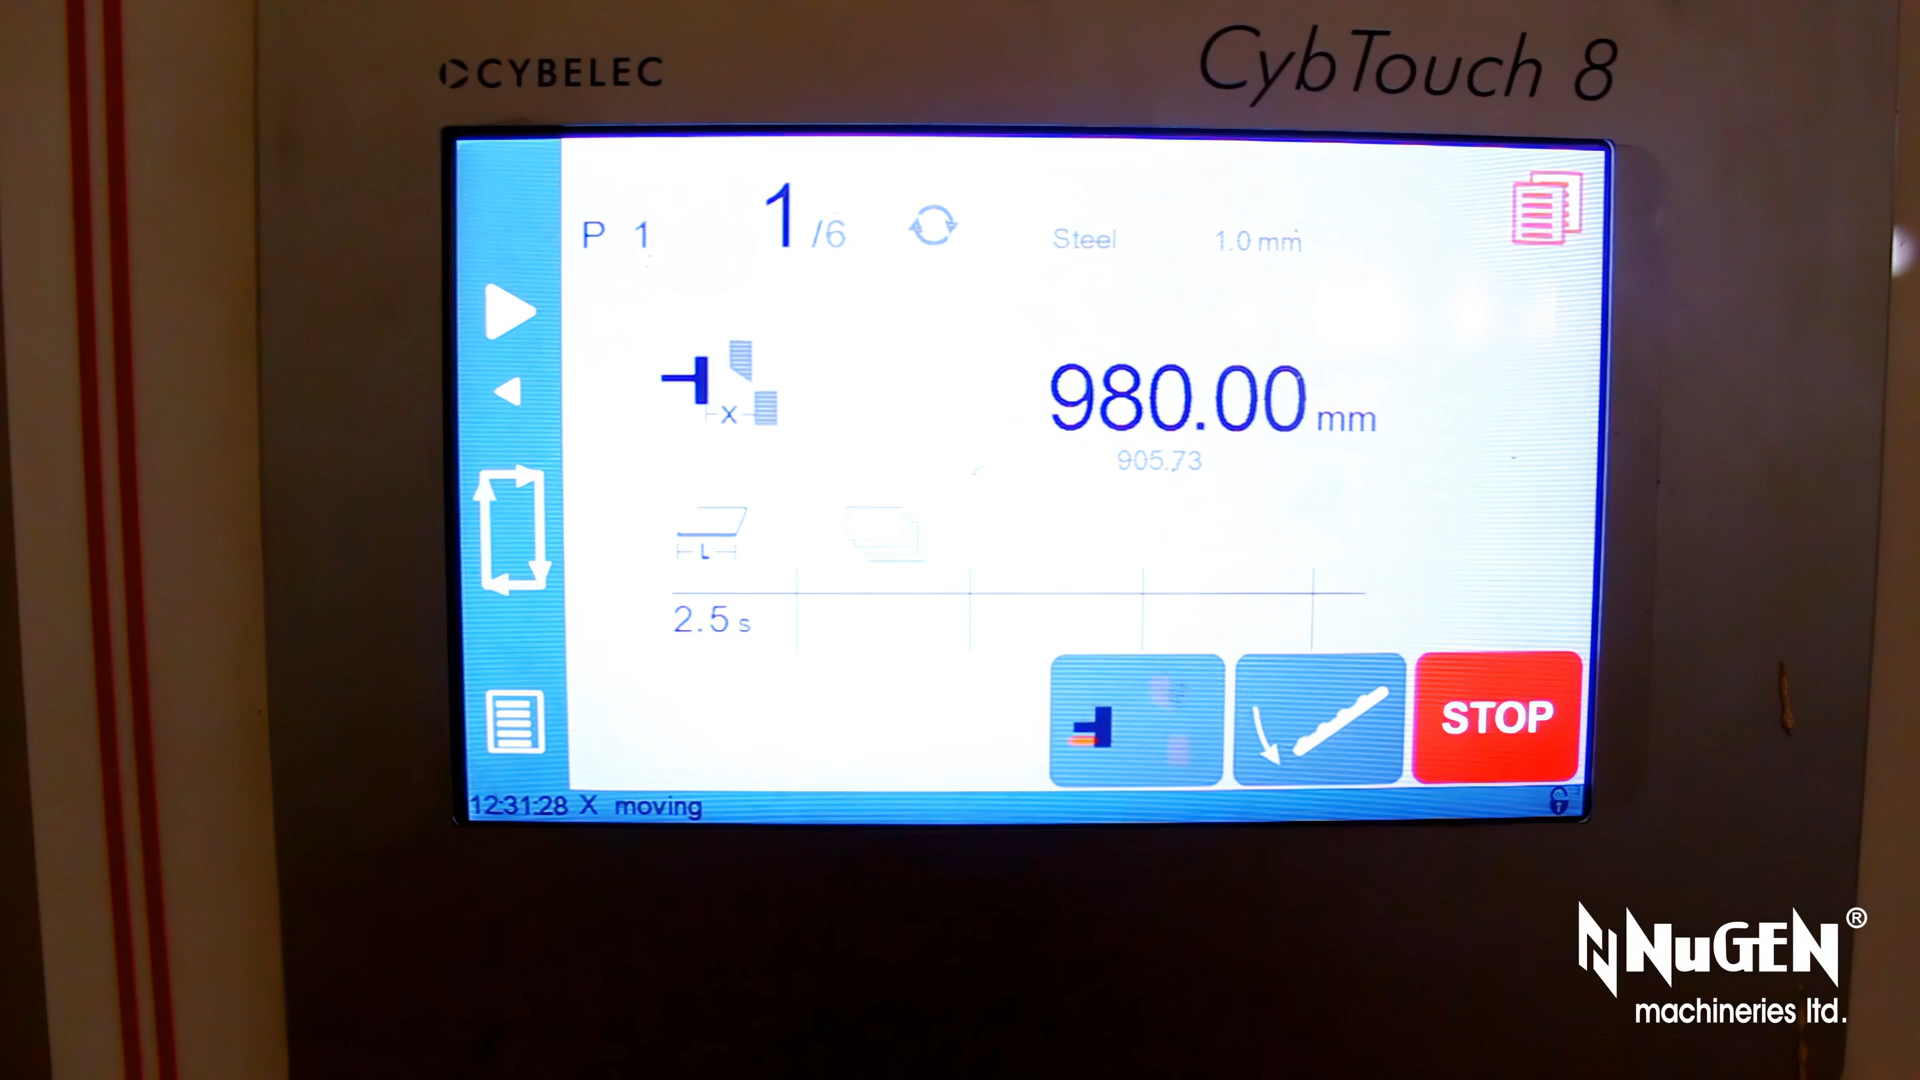 CYBELEC
CybTouch 8
P 1
1/6
Steel
1.0 mm
X
980.00 mm
905.73
L
2.5 s
STOP
12:31:28 X moving
NuGEN®
machineries ltd.